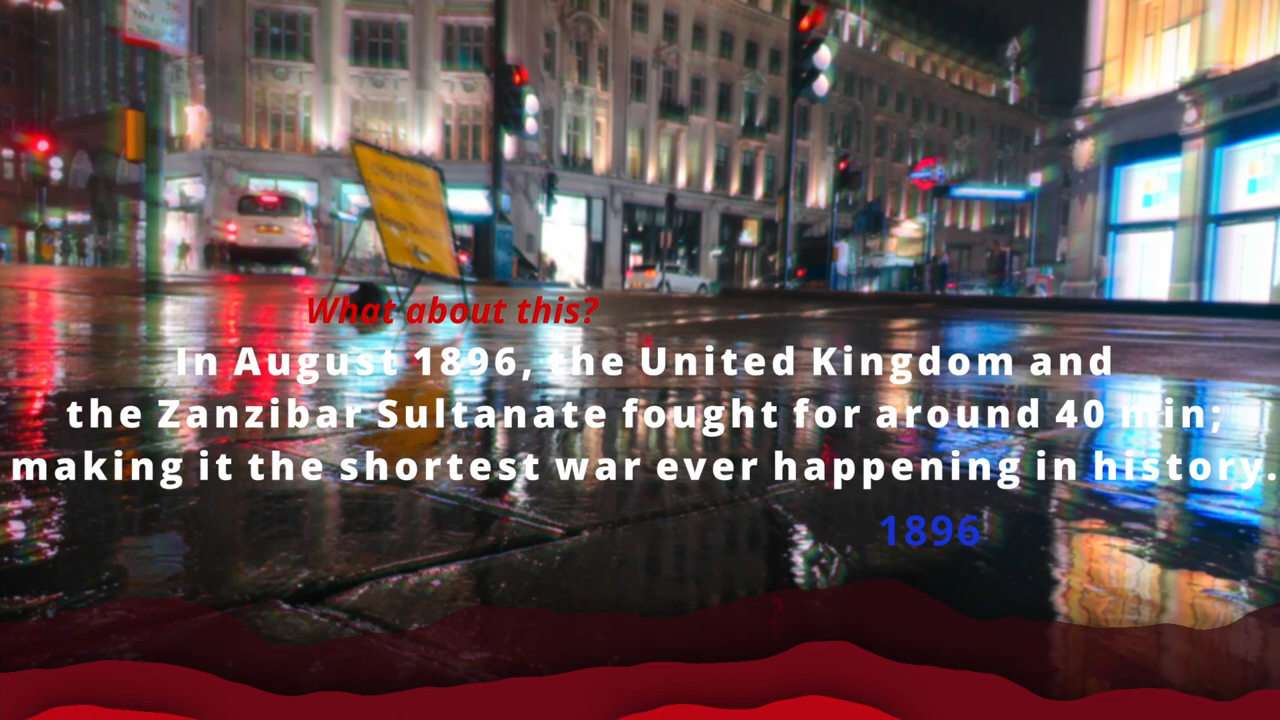 What about this?
In August 1896, the United Kingdom and
the Zanzibar Sultanate fought for around 40 min;
making it the shortest war ever happening in history.
1896